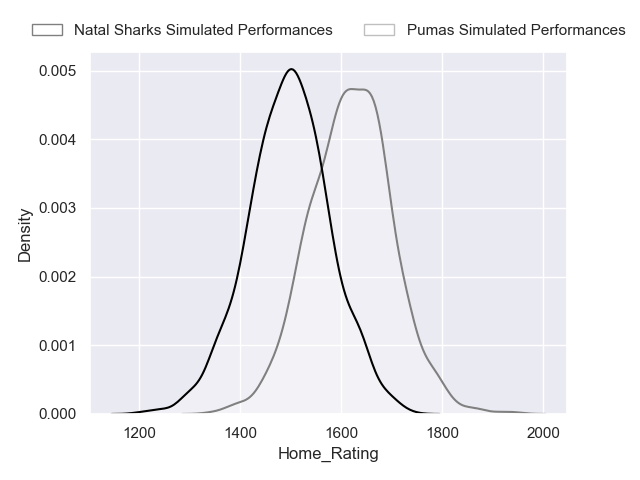 Natal Sharks Simulated Performances
Pumas Simulated Performances
0.005
0.004
0.003
0.002
0.001
0.000
Density
1200 1400 1600 1800 2000
Home_Rating